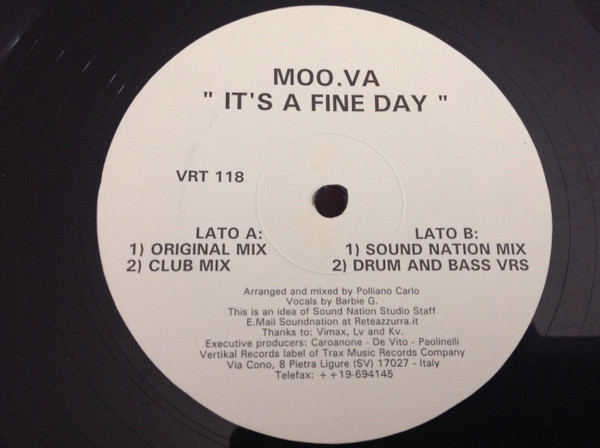 MOO.VA
" IT'S A FINE DAY "
VRT 118
LATO A:
1) ORIGINAL MIX
2) CLUB MIX
LATO B:
1) SOUND NATION MIX
2) DRUM AND BASS VRS
Arranged and mixed by Polliano Carlo
Vocals by Barbie G.
This is an idea of Sound Nation Studio Staff
E.Mail Soundnation at Reteazzurra.it
Thanks to: Vimax, Lv and Kv.
Executive producers: Caroanone - De Vito - Paolinelli
Vertikal Records label of Trax Music Records Company
Via Cono, 8 Pietra Ligure (SV) 17027 - Italy
Telefax: ++19-694145